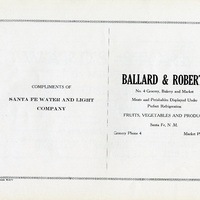 COMPLIMENTS OF
SANTA FE WATER AND LIGHT
COMPANY
BALLARD & ROBERT
No. 4 Grocery, Bakery and Market
Meats and Perishables Displayed Under
Perfect Refrigeration
FRUITS, VEGETABLES AND PRODUC
Santa Fe, N. M.
Grocery Phone 4
Market P